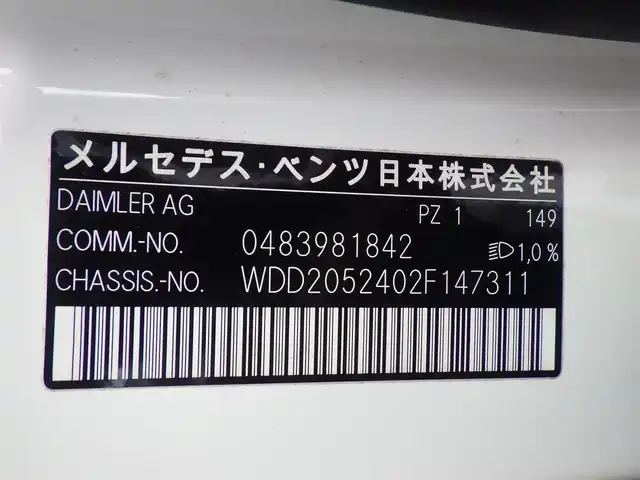 メルセデス・ベンツ日本株式会社
DAIMLER AG PZ 1 149
COMM.-NO. 0483981842 1,0 %
CHASSIS.-NO. WDD2052402F147311